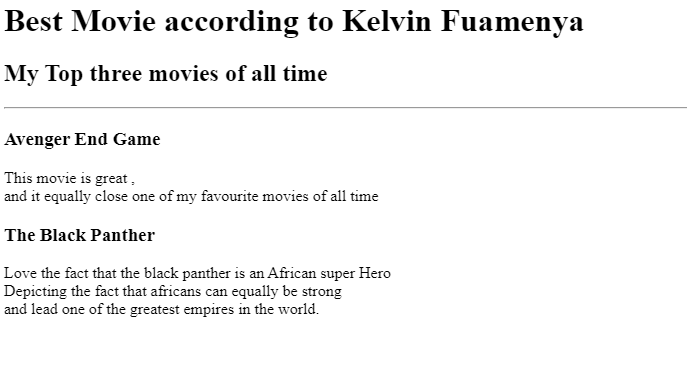 Best Movie according to Kelvin Fuamenya
My Top three movies of all time
Avenger End Game
This movie is great ,
and it equally close one of my favourite movies of all time
The Black Panther
Love the fact that the black panther is an African super Hero
Depicting the fact that africans can equally be strong
and lead one of the greatest empires in the world.